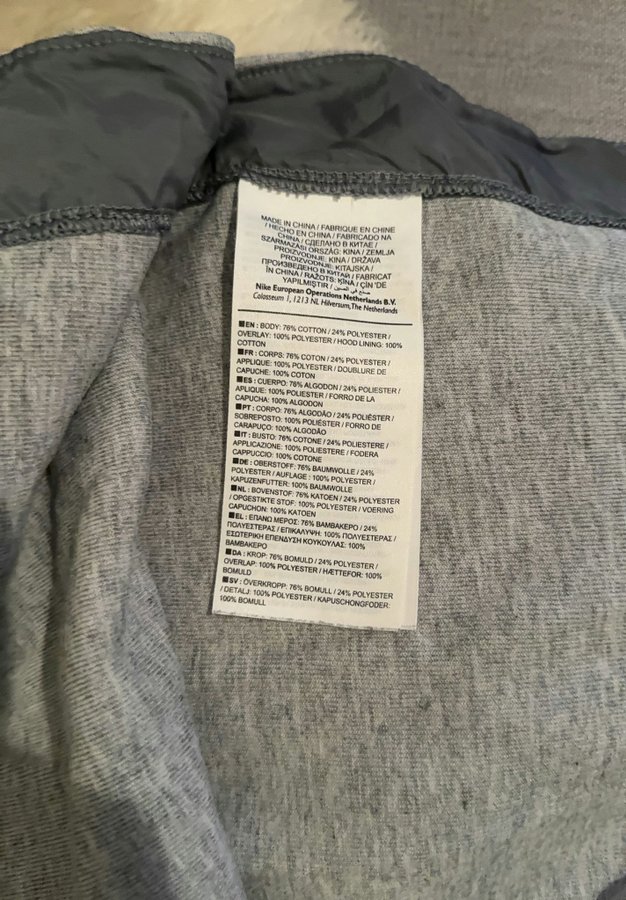 MADE IN CHINA / FABRIQUE EN CHINE
/ HECHO EN CHINA / FABRICADO NA
CHINA / СДЕЛАНО В КИТАЕ /
SZÁRMAZÁSI ORSZÁG: KINA / ZEMLJA
PROIZVODNJE: KINA / DRŽAVA
PROIZVODNJE: KITAJSKA /
ПРОИЗВЕДЕНО В КИТАЙ / FABRICAT
ÎN CHINA / RAŽOTS: ĶĪNA / ÇİN 'DE
YAPILMIŞTIR / صنع في الصين
Nike European Operations Netherlands B.V.
Colosseum 1, 1213 NL Hilversum, The Netherlands
■EN : BODY: 76% COTTON / 24% POLYESTER /
OVERLAY: 100% POLYESTER / HOOD LINING: 100%
COTTON
■FR : CORPS: 76% COTON / 24% POLYESTER /
APPLIQUE: 100% POLYESTER / DOUBLURE DE
CAPUCHE: 100% COTON
■ES : CUERPO: 76% ALGODON / 24% POLIESTER /
APLIQUE: 100% POLIESTER / FORRO DE LA
CAPUCHA: 100% ALGODON
■PT : CORPO: 76% ALGODÃO / 24% POLIÉSTER /
SOBREPOSTO: 100% POLIÉSTER / FORRO DE
CARAPUÇO: 100% ALGODÃO
■IT : BUSTO: 76% COTONE / 24% POLIESTERE /
APPLICAZIONE: 100% POLIESTERE / FODERA
CAPPUCCIO: 100% COTONE
■DE : OBERSTOFF: 76% BAUMWOLLE / 24%
POLYESTER / AUFLAGE : 100% POLYESTER /
KAPUZENFUTTER: 100% BAUMWOLLE
■NL : BOVENSTOF: 76% KATOEN / 24% POLYESTER
/ OPGESTIKTE STOF: 100% POLYESTER / VOERING
CAPUCHON: 100% KATOEN
■EL : ΕΠΑΝΩ ΜΕΡΟΣ: 76% ΒΑΜΒΑΚΕΡΟ / 24%
ΠΟΛΥΕΣΤΕΡΑΣ / ΕΠΙΚΑΛΥΨΗ: 100% ΠΟΛΥΕΣΤΕΡΑΣ /
ΕΣΩΤΕΡΙΚΗ ΕΠΕΝΔΥΣΗ ΚΟΥΚΟΥΛΑΣ: 100%
ΒΑΜΒΑΚΕΡΟ
■DA : KROP: 76% BOMULD / 24% POLYESTER /
OVERLAP: 100% POLYESTER / HÆTTEFOR: 100%
BOMULD
■SV : ÖVERKROPP: 76% BOMULL / 24% POLYESTER
/ DETALJ: 100% POLYESTER / KAPUSCHONGFODER:
100% BOMULL